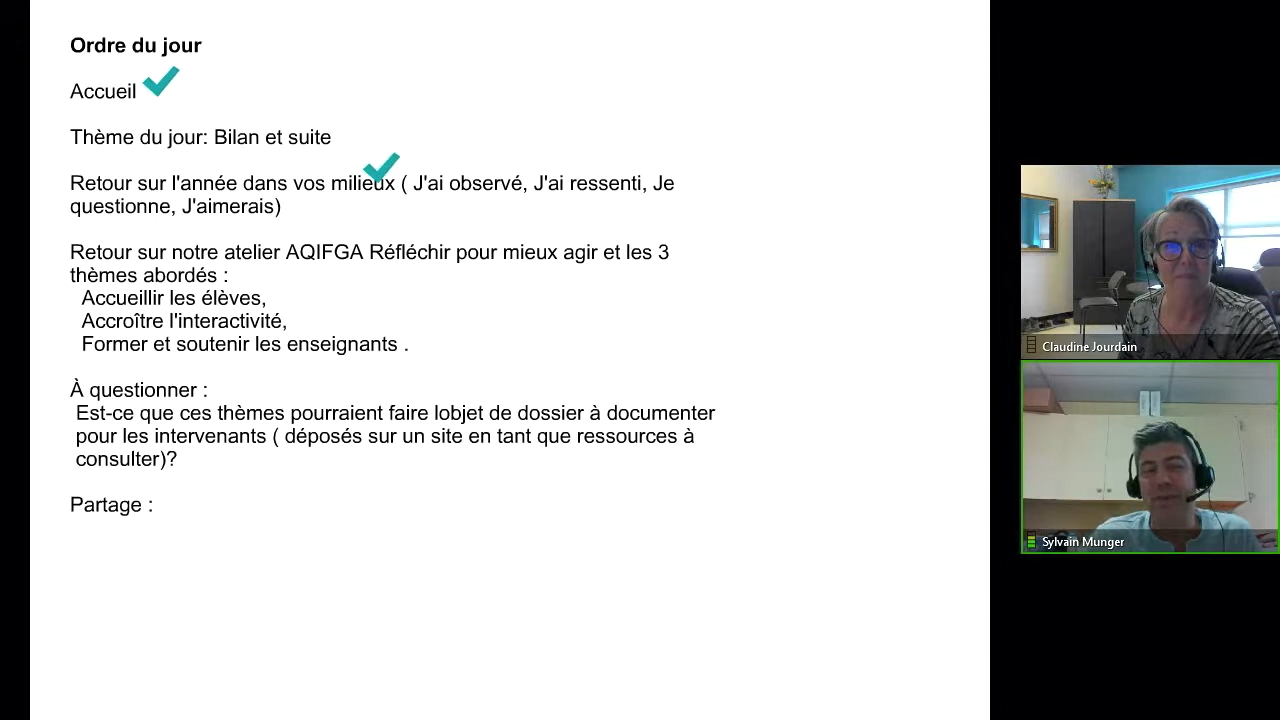 Ordre du jour
Accueil
Thème du jour: Bilan et suite
Retour sur l'année dans vos milieux ( J'ai observé, J'ai ressenti, Je
questionne, J'aimerais)
Retour sur notre atelier AQIFGA Réfléchir pour mieux agir et les 3
thèmes abordés :
Accueillir les élèves,
Accroître l'interactivité,
Former et soutenir les enseignants .
À questionner :
Est-ce que ces thèmes pourraient faire lobjet de dossier à documenter
pour les intervenants ( déposés sur un site en tant que ressources à
consulter)?
Partage :
Claudine Jourdain
Sylvain Munger